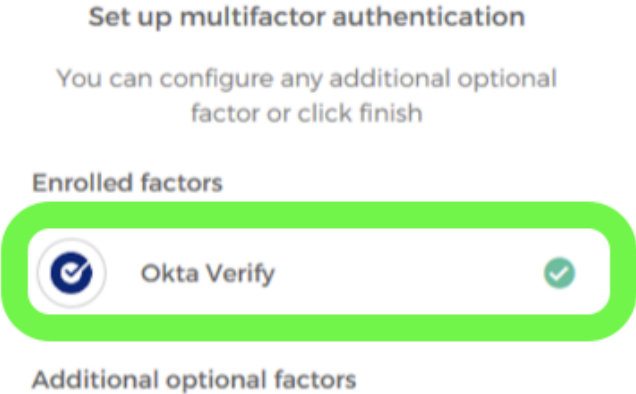 Set up multifactor authentication
You can configure any additional optional
factor or click finish
Enrolled factors
Okta Verify
Additional optional factors